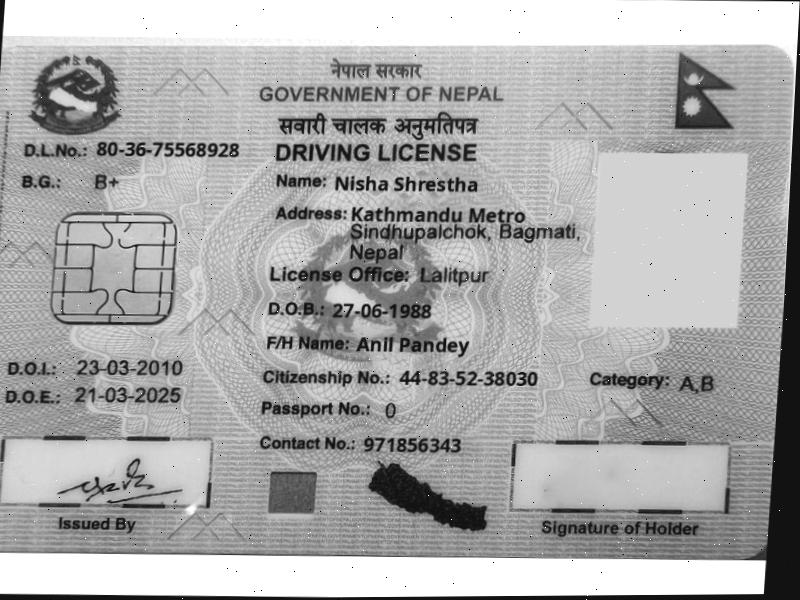 नेपाल सरकार
GOVERNMENT OF NEPAL
सवारी चालक अनुमतिपत्र
DRIVING LICENSE
D.L.No.: 80-36-75568928
B.G.: B+
Name: Nisha Shrestha
Address: Kathmandu Metro
Sindhupalchok, Bagmati,
Nepal
License Office: Lalitpur
D.O.B.: 27-06-1988
F/H Name: Anil Pandey
D.O.I.: 23-03-2010
D.O.E.: 21-03-2025
Citizenship No.: 44-83-52-38030
Category: A,B
Passport No.: 0
Contact No.: 971856343
Issued By
Signature of Holder